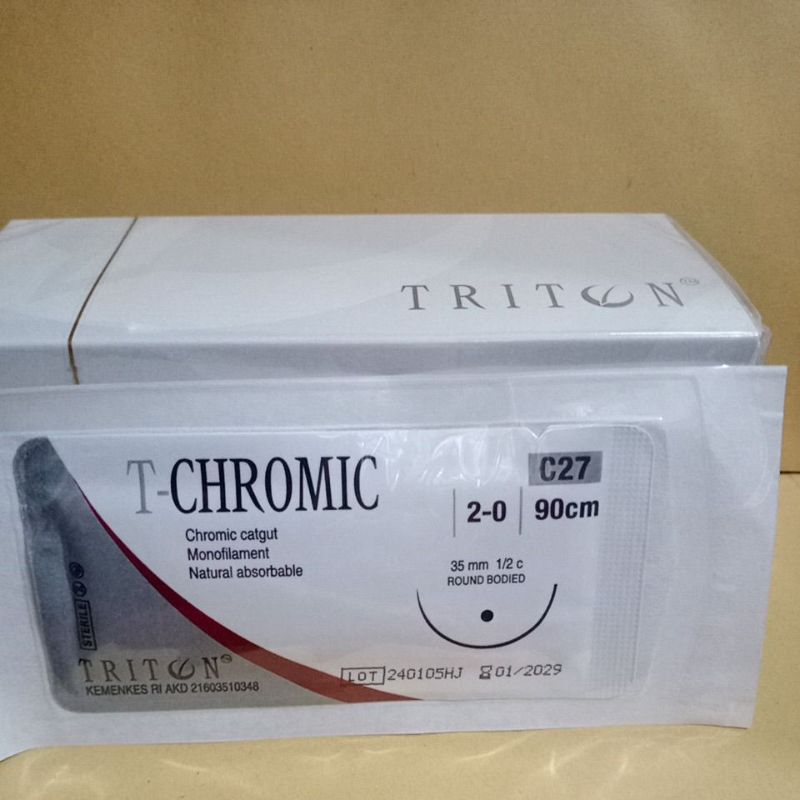 TRITON
T-CHROMIC
C27
2-0
90cm
Chromic catgut
Monofilament
Natural absorbable
35 mm 1/2 c
ROUND BODIED
STERILE
TRITON
KEMENKES RI AKD 21603510348
LOT 240105HJ 01/2029